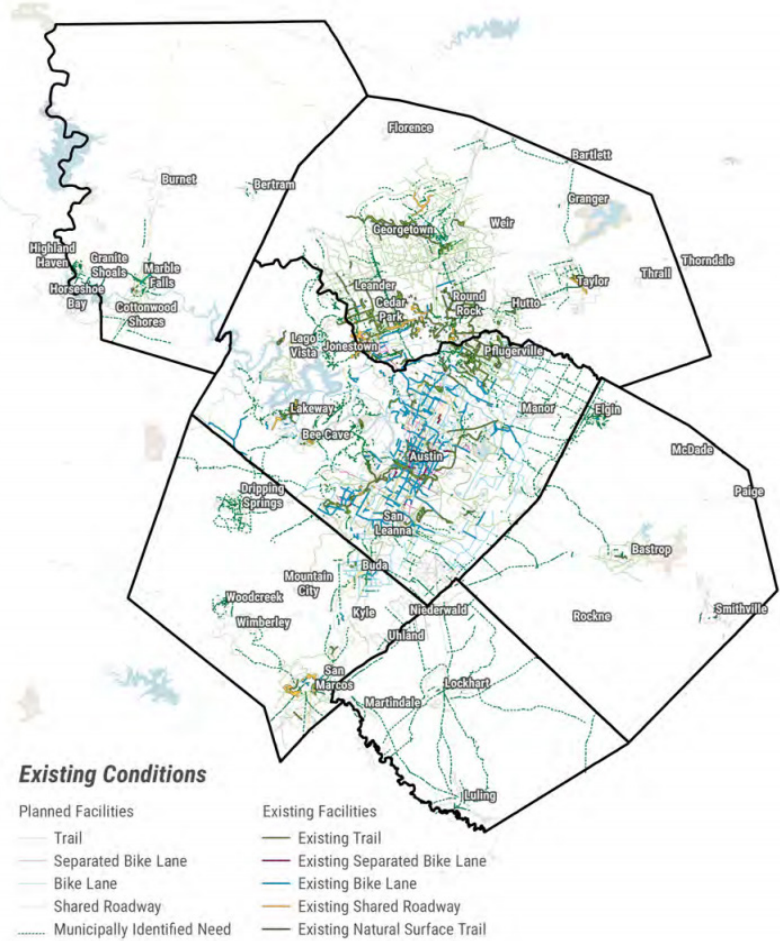 Florence
Bartlett
Burnet
Bertram
Granger
Georgetown
Weir
Highland
Haven
Granite
Shoals
Marble
Falls
Horseshoe
Bay
Cottonwood
Shores
Leander
Cedar
Park
Round
Rock
Hutto
Taylor
Thrall
Thorndale
Lago
Vista
Jonestown
Pflugerville
Lakeway
Bee Cave
Manor
Elgin
Austin
McDade
Paige
Dripping
Springs
San
Leanna
Bastrop
Buda
Mountain
City
Woodcreek
Wimberley
Kyle
Niederwald
Uhland
Rockne
Smithville
San
Marcos
Martindale
Lockhart
Luling
Existing Conditions
Planned Facilities
Trail
Separated Bike Lane
Bike Lane
Shared Roadway
Municipally Identified Need
Existing Facilities
Existing Trail
Existing Separated Bike Lane
Existing Bike Lane
Existing Shared Roadway
Existing Natural Surface Trail